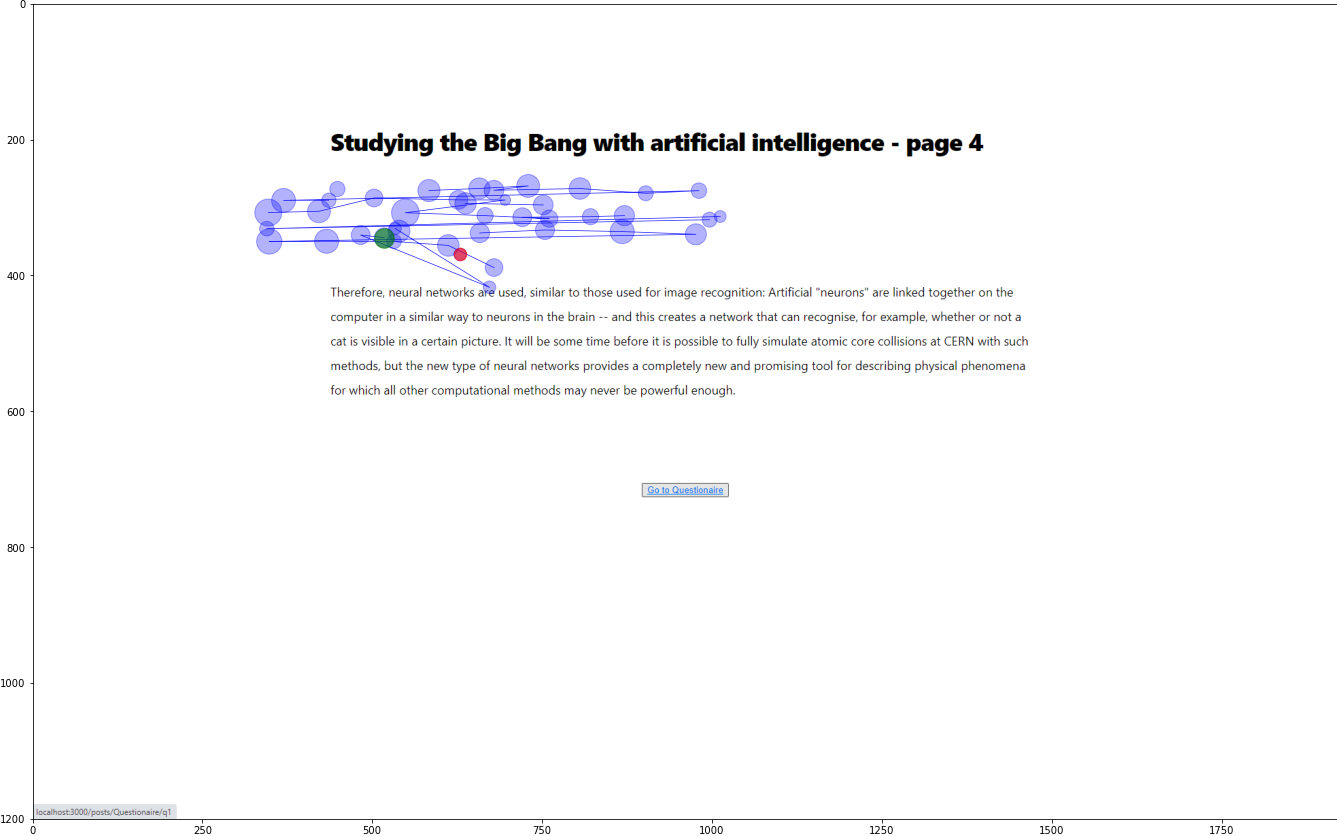 0
200
Studying the Big Bang with artificial intelligence - page 4
400
Therefore, neural networks are used, similar to those used for image recognition: Artificial "neurons" are linked together on the
computer in a similar way to neurons in the brain -- and this creates a network that can recognise, for example, whether or not a
cat is visible in a certain picture. It will be some time before it is possible to fully simulate atomic core collisions at CERN with such
methods, but the new type of neural networks provides a completely new and promising tool for describing physical phenomena
for which all other computational methods may never be powerful enough.
600
Go to Questionaire
800
1000
localhost:3000/posts/Questionaire/q1
1200
0 250 500 750 1000 1250 1500 1750